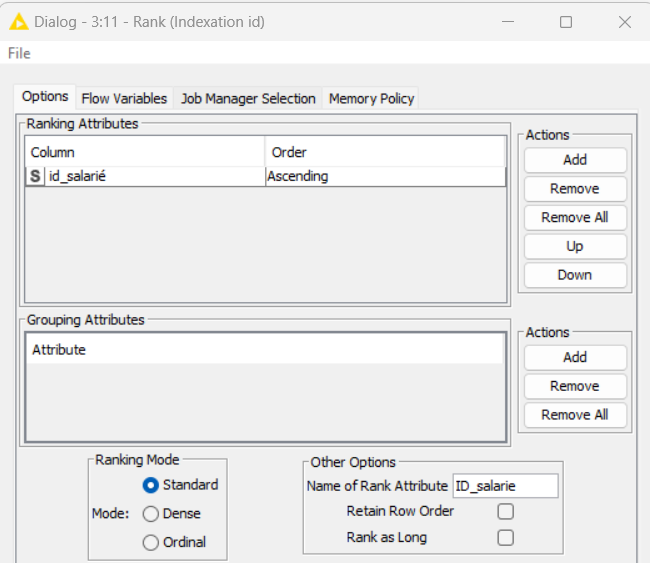 Dialog - 3:11 - Rank (Indexation id)
File
Options Flow Variables Job Manager Selection Memory Policy
Ranking Attributes
Column Order
S id_salarié Ascending
Actions
Add
Remove
Remove All
Up
Down
Grouping Attributes
Attribute
Actions
Add
Remove
Remove All
Ranking Mode
Mode:
Standard
Dense
Ordinal
Other Options
Name of Rank Attribute ID_salarie
Retain Row Order
Rank as Long